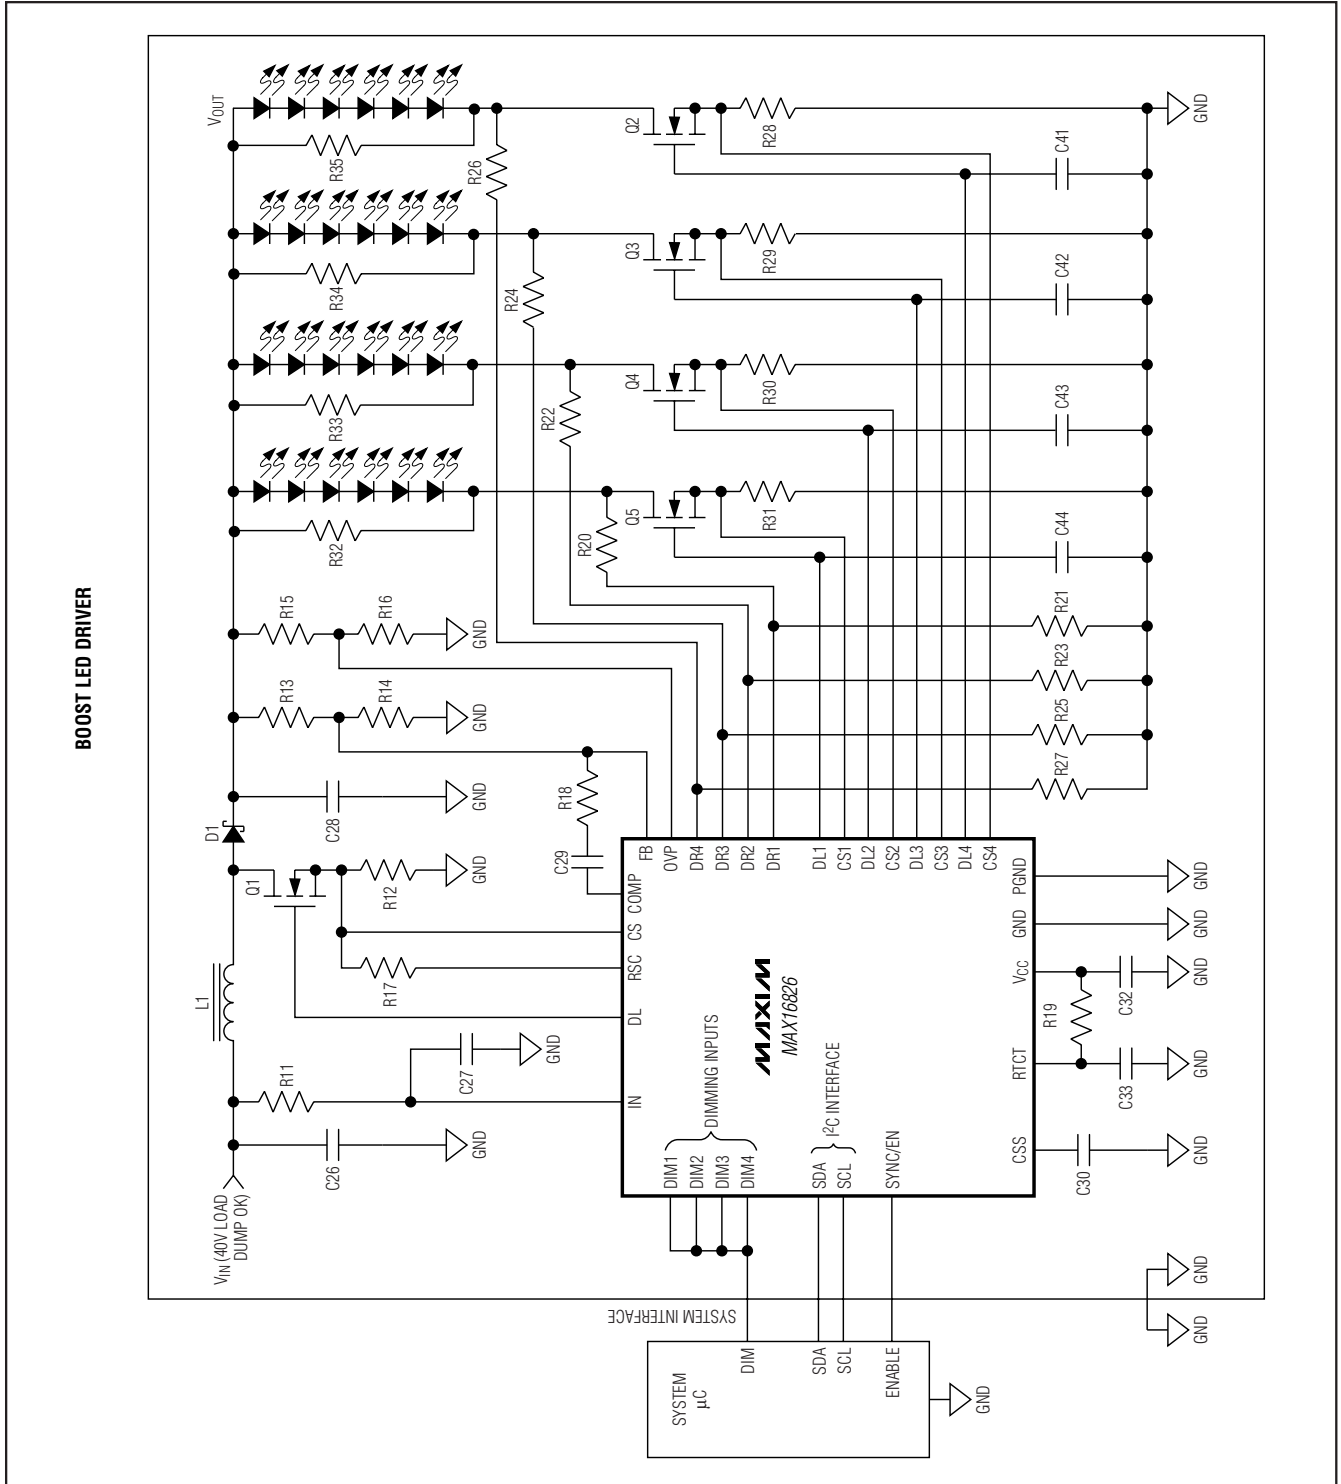 BOOST LED DRIVER
VIN (40V LOAD
DUMP OK)
L1
D1
VOUT
C26
GND
R11
C27
GND
Q1
R12
GND
R17
C28
GND
R13
R14
GND
R15
R16
GND
R18
C29
R32
R33
R34
R35
R20
R22
R24
R26
Q5
Q4
Q3
Q2
R31
R30
R29
R28
C44
C43
C42
C41
GND
R27
R25
R23
R21
IN
DL
RSC
CS
COMP
FB
OVP
DR4
DR3
DR2
DR1
DL1
CS1
DL2
CS2
DL3
CS3
DL4
CS4
DIM1
DIM2
DIM3
DIM4
DIMMING INPUTS
SDA
SCL
I2C INTERFACE
SYNC/EN
MAXIM
MAX16826
CSS
RTCT
VCC
GND
PGND
C30
GND
C33
GND
R19
C32
GND
GND
GND
SYSTEM INTERFACE
SYSTEM
µC
DIM
SDA
SCL
ENABLE
GND
GND
GND